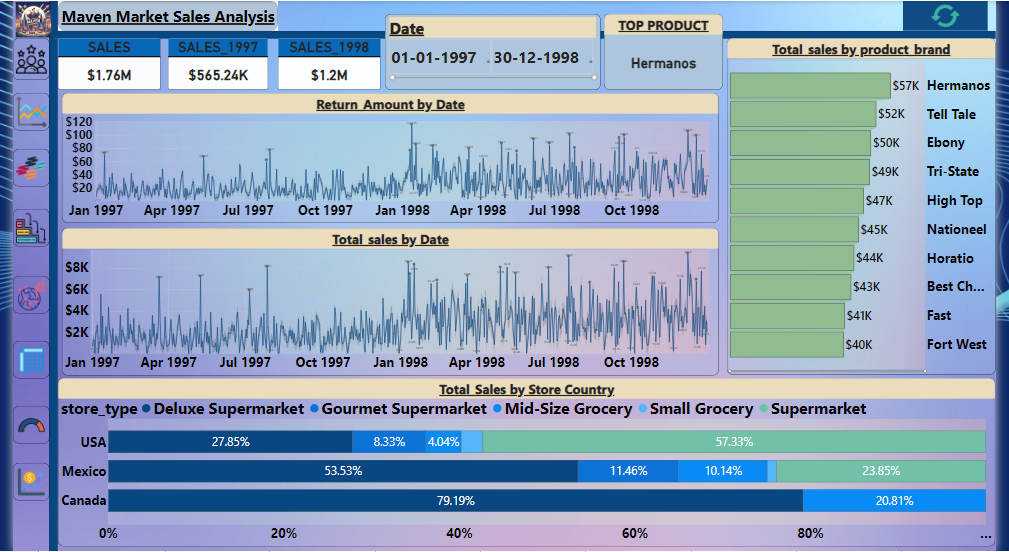 Maven Market Sales Analysis
SALES
$1.76M
SALES_1997
$565.24K
SALES_1998
$1.2M
Date
01-01-1997
30-12-1998
TOP PRODUCT
Hermanos
Return Amount by Date
$120
$100
$80
$60
$40
$20
Jan 1997 Apr 1997 Jul 1997 Oct 1997 Jan 1998 Apr 1998 Jul 1998 Oct 1998
Total sales by Date
$8K
$6K
$4K
$2K
Jan 1997 Apr 1997 Jul 1997 Oct 1997 Jan 1998 Apr 1998 Jul 1998 Oct 1998
Total sales by product_brand
$57K Hermanos
$52K Tell Tale
$50K Ebony
$49K Tri-State
$47K High Top
$45K Nationeel
$44K Horatio
$43K Best Ch...
$41K Fast
$40K Fort West
Total Sales by Store Country
store_type Deluxe Supermarket Gourmet Supermarket Mid-Size Grocery Small Grocery Supermarket
USA 27.85% 8.33% 4.04% 57.33%
Mexico 53.53% 11.46% 10.14% 23.85%
Canada 79.19% 20.81%
0% 20% 40% 60% 80% ...